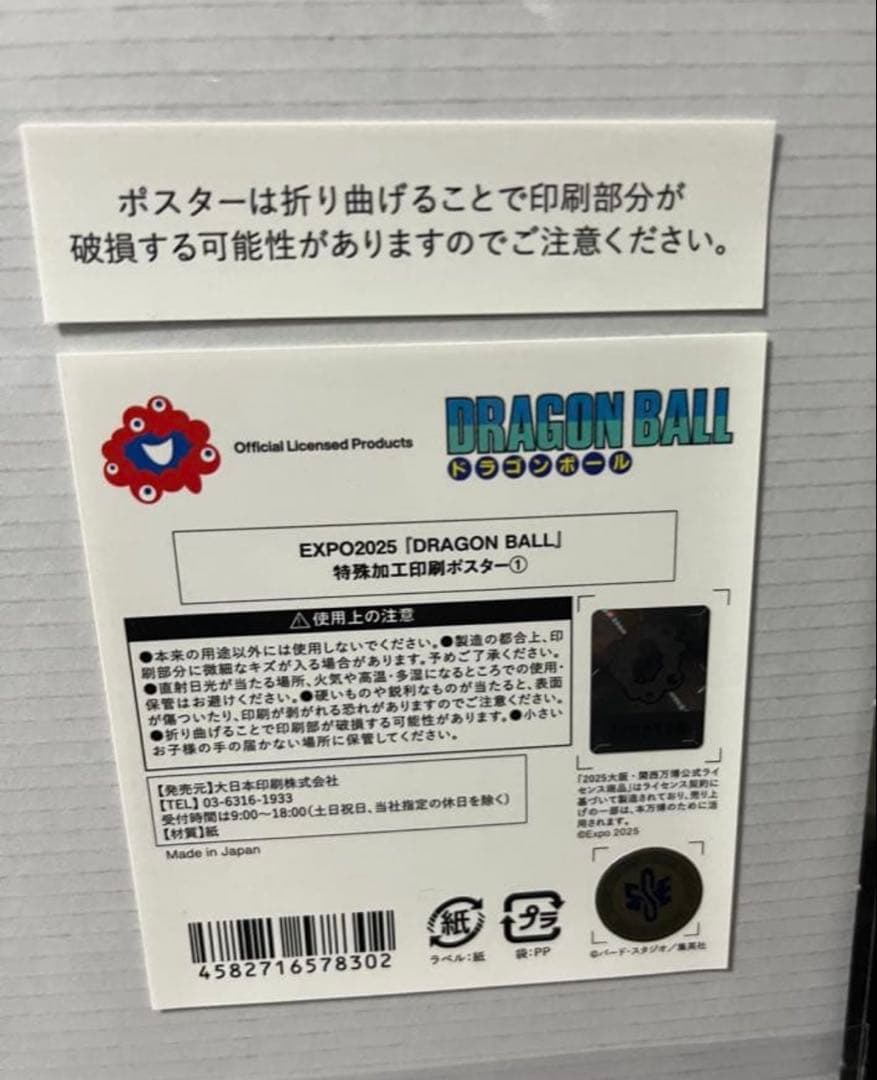 ポスターは折り曲げることで印刷部分が
破損する可能性がありますのでご注意ください。
Official Licensed Products
DRAGON BALL
ドラゴンボール
EXPO2025『DRAGON BALL』
特殊加工印刷ポスター①
⚠使用上の注意
●本来の用途以外には使用しないでください。●製造の都合上、印
刷部分に微細なキズが入る場合があります。予めご了承ください。
●直射日光が当たる場所、火気や高温・多湿になるところでの使用・
保管はお避けください。●硬いものや鋭利なものが当たると、表面
が傷ついたり、印刷が剥がれる恐れがありますのでご注意ください。
●折り曲げることで印刷部が破損する可能性があります。●小さい
お子様の手の届かない場所に保管してください。
【発売元】大日本印刷株式会社
【TEL】03-6316-1933
受付時間は9:00～18:00(土日祝日、当社指定の休日を除く)
【材質】紙
Made in Japan
「2025大阪・関西万博公式ライ
センス商品」はライセンス契約に
基づいて製造されており、売り上
げの一部は、本万博のために活
用されます。
©Expo 2025
4582716578302
紙
ラベル:紙
プラ
袋:PP
©バード・スタジオ／集英社